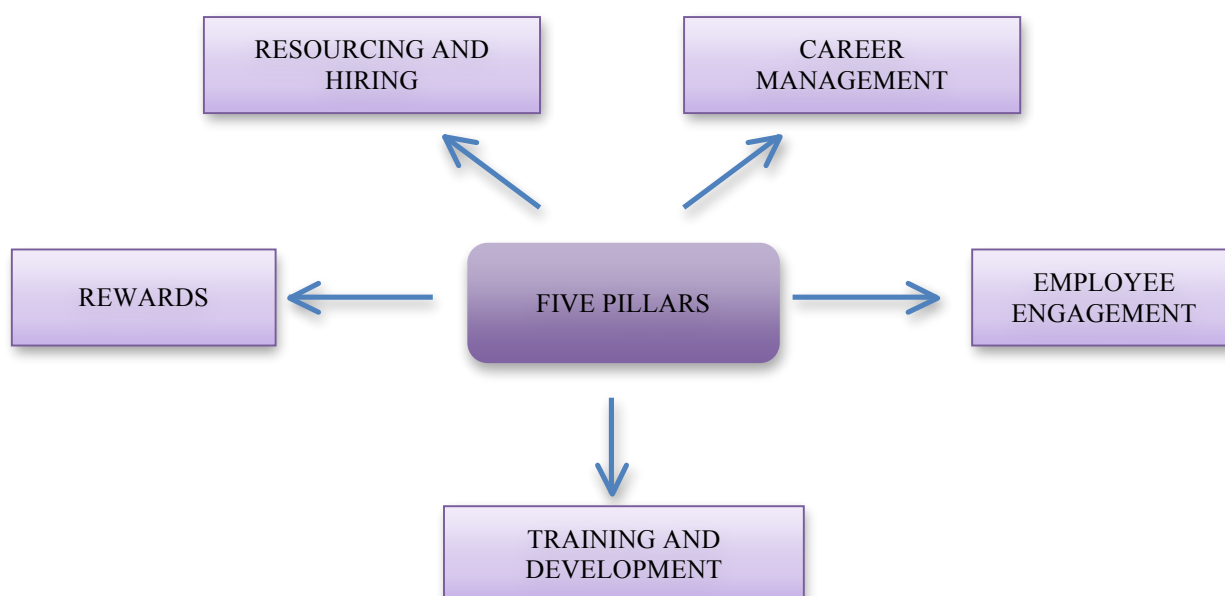 RESOURCING AND
HIRING
CAREER
MANAGEMENT
REWARDS
FIVE PILLARS
EMPLOYEE
ENGAGEMENT
TRAINING AND
DEVELOPMENT